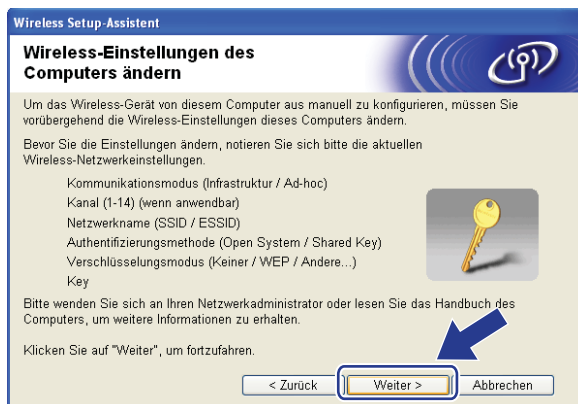 Wireless Setup-Assistent
Wireless-Einstellungen des
Computers ändern
Um das Wireless-Gerät von diesem Computer aus manuell zu konfigurieren, müssen Sie
vorübergehend die Wireless-Einstellungen dieses Computers ändern.
Bevor Sie die Einstellungen ändern, notieren Sie sich bitte die aktuellen
Wireless-Netzwerkeinstellungen.
Kommunikationsmodus (Infrastruktur / Ad-hoc)
Kanal (1-14) (wenn anwendbar)
Netzwerkname (SSID / ESSID)
Authentifizierungsmethode (Open System / Shared Key)
Verschlüsselungsmodus (Keiner / WEP / Andere...)
Key
Bitte wenden Sie sich an Ihren Netzwerkadministrator oder lesen Sie das Handbuch des
Computers, um weitere Informationen zu erhalten.
Klicken Sie auf "Weiter", um fortzufahren.
< Zurück Weiter > Abbrechen